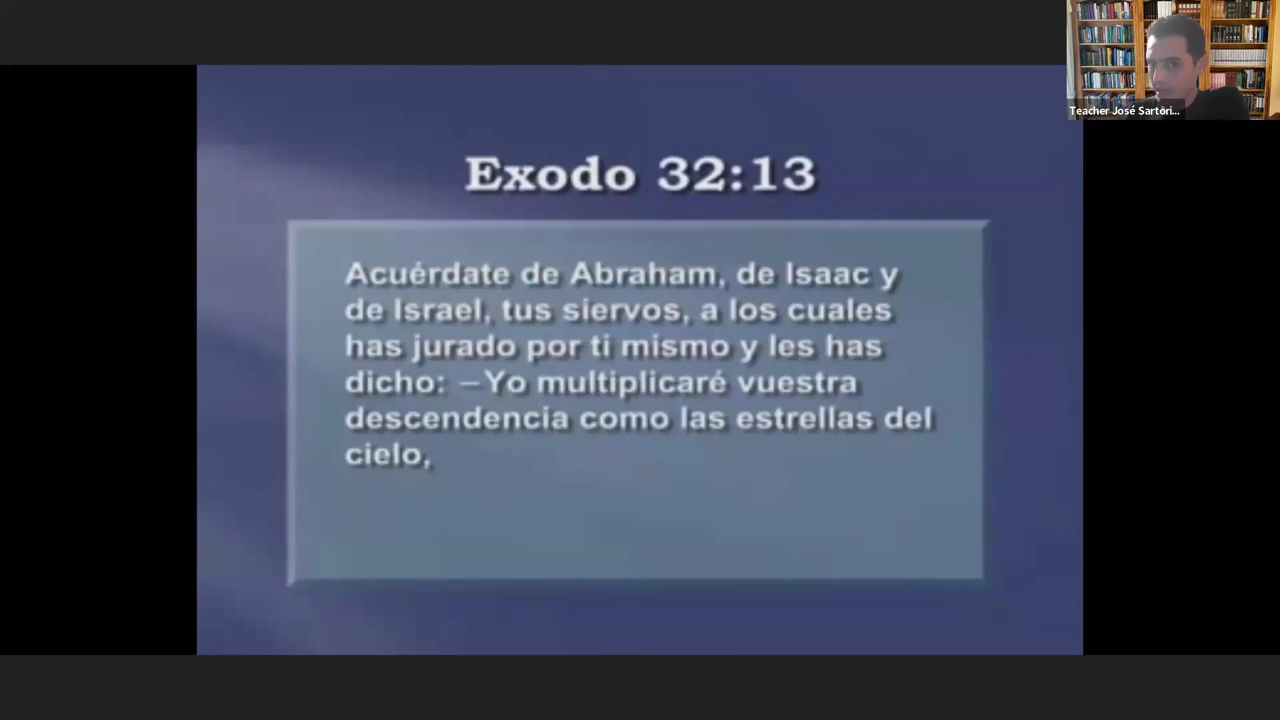 Teacher José Sartori...
Exodo 32:13
Acuérdate de Abraham, de Isaac y
de Israel, tus siervos, a los cuales
has jurado por ti mismo y les has
dicho: —Yo multiplicaré vuestra
descendencia como las estrellas del
cielo,